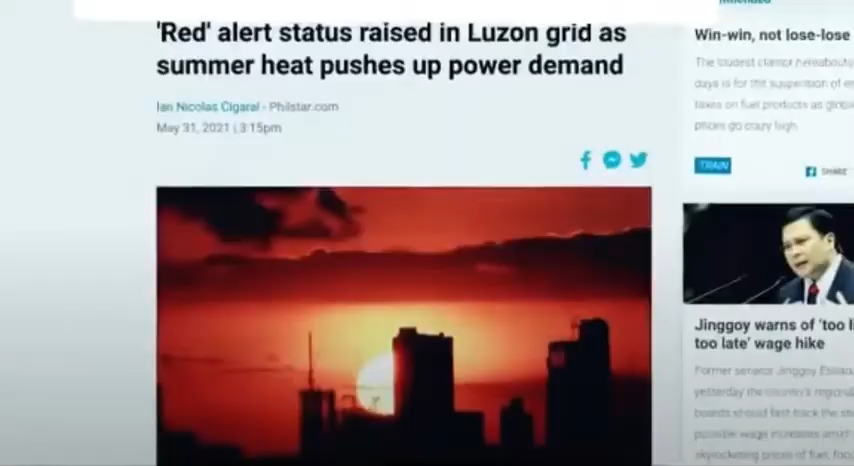 'Red' alert status raised in Luzon grid as
summer heat pushes up power demand
Ian Nicolas Cigaral - Philstar.com
May 31, 2021 | 3:15pm
Win-win, not lose-lose
The loudest clamor hereabouts
days is for the suspension of
taxes on fuel products as
prices go crazy high.
TRAIN
SHARE
Jinggoy warns of 'too
too late' wage hike
Former senator Jinggoy
yesterday the country's
boards should fast track the
possible wage increases amid
skyrocketing prices of fuel,